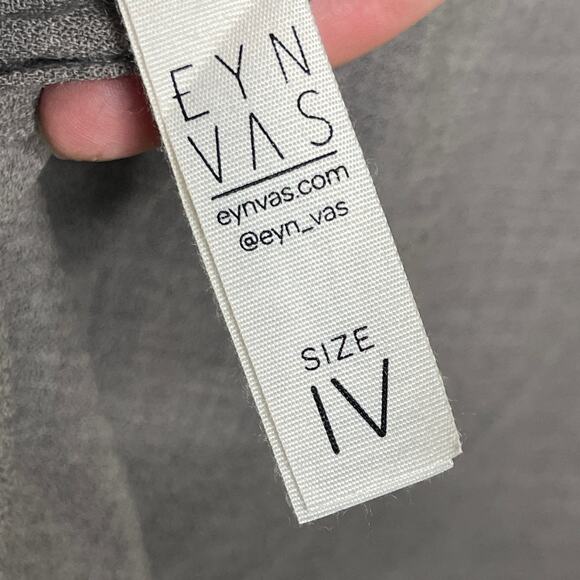 EYN
VAS
eynvas.com
@eyn_vas
SIZE
IV